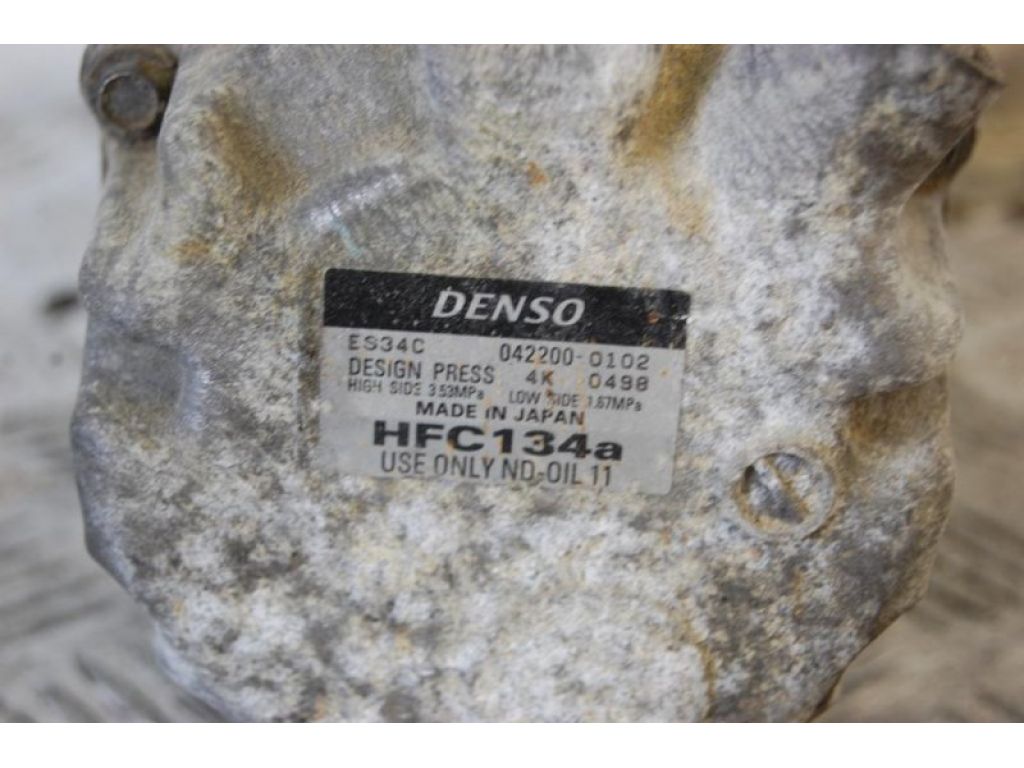 DENSO
ES34C 042200-0102
DESIGN PRESS 4K 0498
HIGH SIDE 3.53MPa LOW SIDE 1.67MPa
MADE IN JAPAN
HFC134a
USE ONLY ND-OIL 11